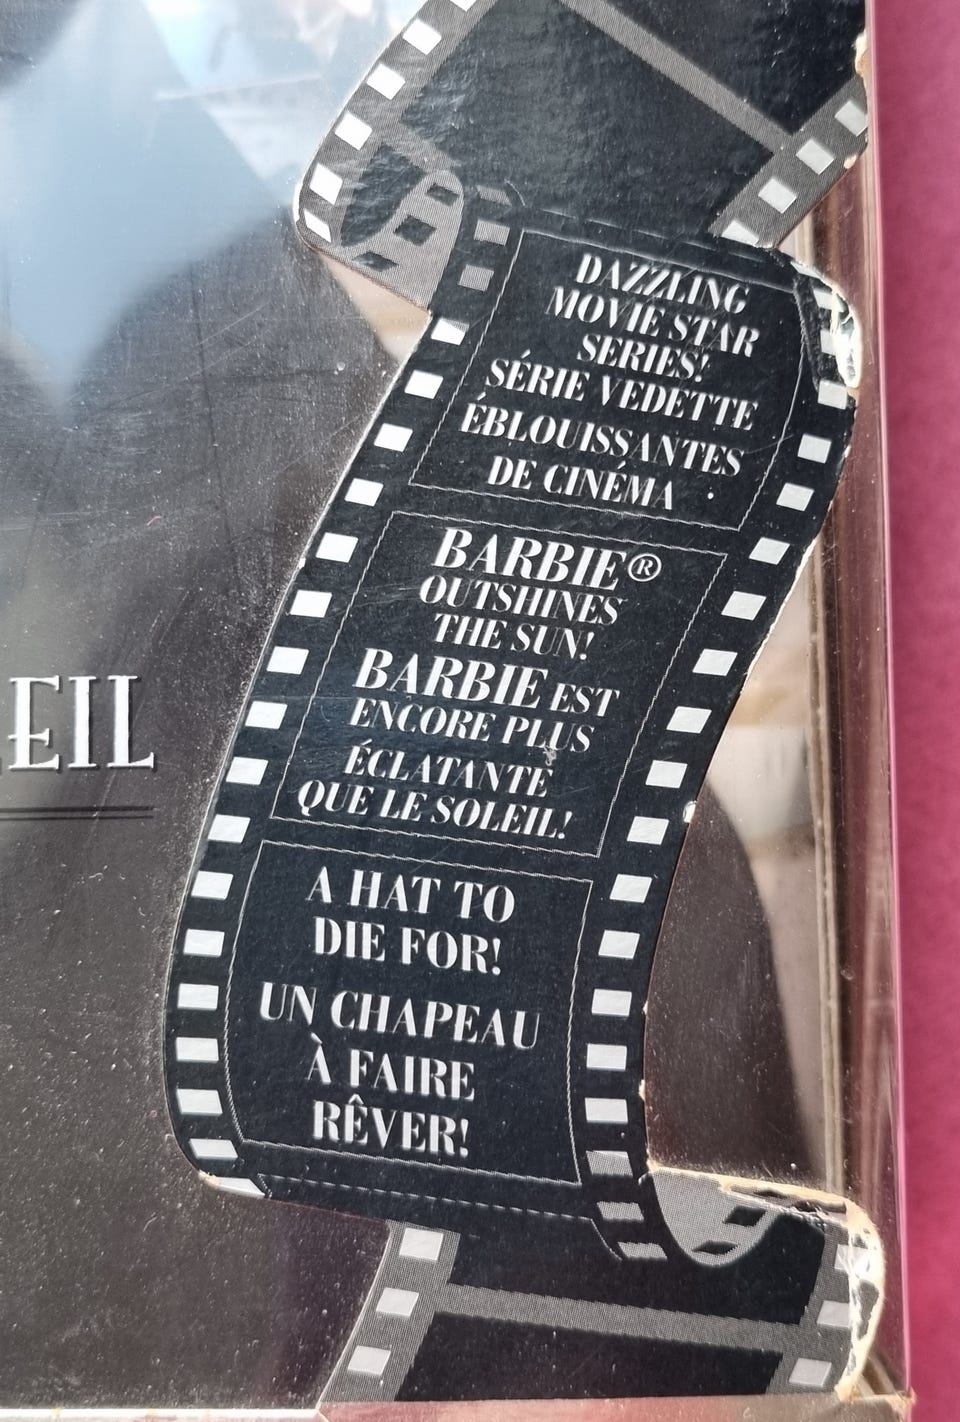 DAZZLING
MOVIE STAR
SERIES!
SÉRIE VEDETTE
ÉBLOUISSANTES
DE CINÉMA
BARBIE®
OUTSHINES
THE SUN!
BARBIE EST
ENCORE PLUS
ÉCLATANTE
QUE LE SOLEIL!
EIL
A HAT TO
DIE FOR!
UN CHAPEAU
À FAIRE
RÊVER!